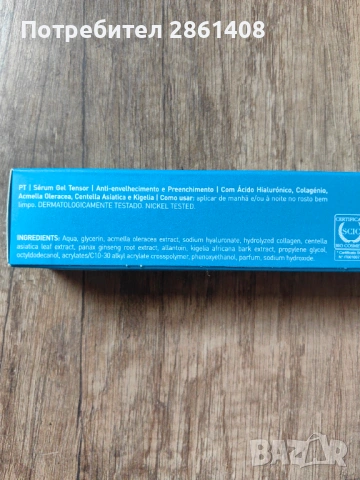 Потребител 2861408
PT | Sérum Gel Tensor | Anti-envelhecimento e Preenchimento | Com Ácido Hialurónico, Colagénio,
Acmella Oleracea, Centella Asiatica e Kigelia | Como usar: aplicar de manhã e/ou à noite no rosto bem
limpo. DERMATOLOGICAMENTE TESTADO. NICKEL TESTED.
INGREDIENTS: Aqua, glycerin, acmella oleracea extract, sodium hyaluronate, hydrolyzed collagen, centella
asiatica leaf extract, panax ginseng root extract, allantoin, kigelia africana bark extract, propylene glycol,
octyldodecanol, acrylates/C10-30 alkyl acrylate crosspolymer, phenoxyethanol, parfum, sodium hydroxide.
BAZAR